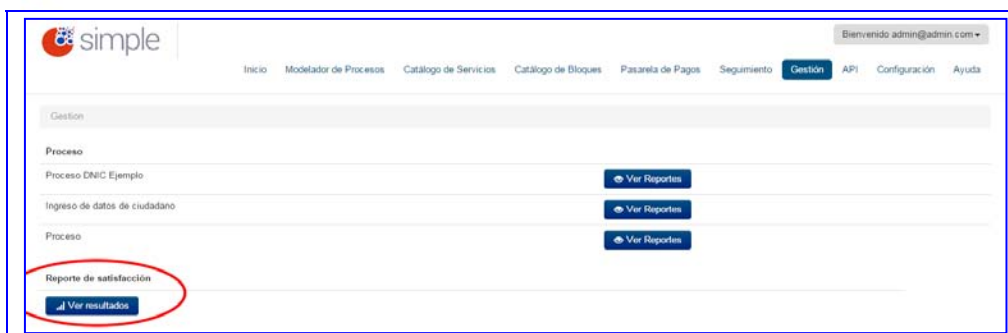 simple
Bienvenido admin@admin.com
Inicio Modelador de Procesos Catálogo de Servicios Catálogo de Bloques Pasarela de Pagos Seguimiento Gestión API Configuración Ayuda
Gestion
Proceso
Proceso DNIC Ejemplo Ver Reportes
Ingreso de datos de ciudadano Ver Reportes
Proceso Ver Reportes
Reporte de satisfacción
Ver resultados